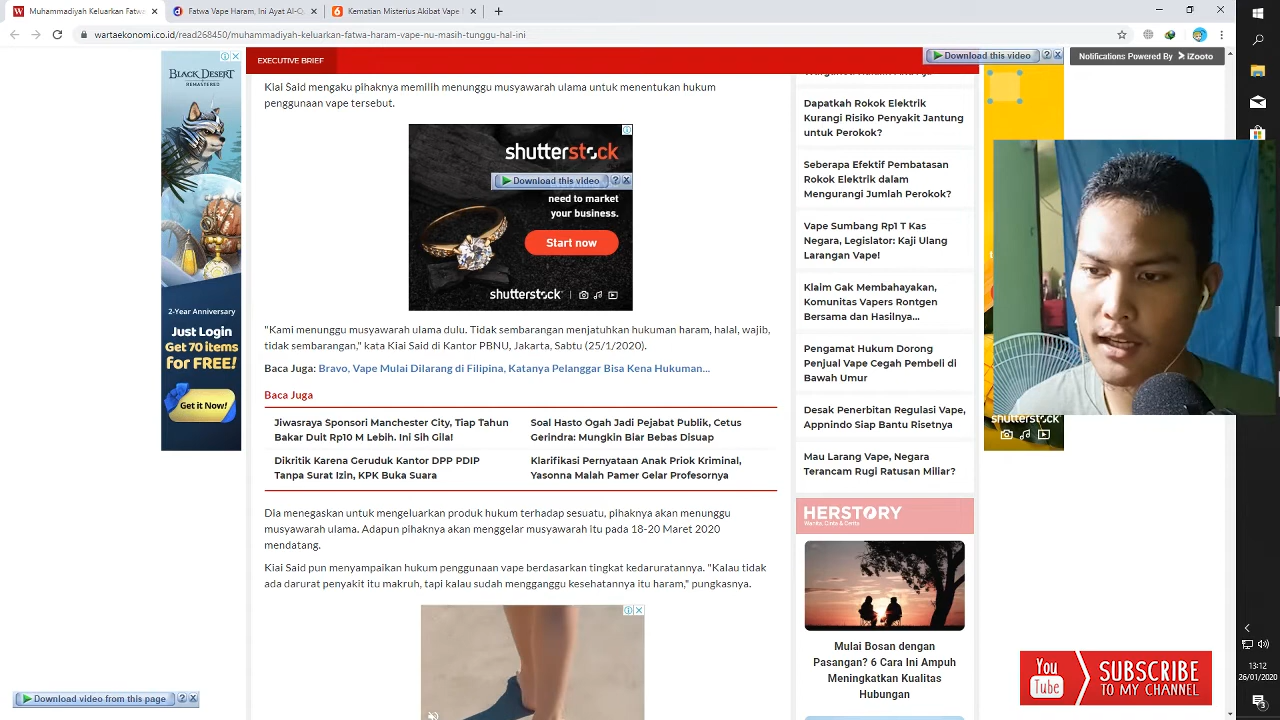 Muhammadiyah Keluarkan Fatwa
Fatwa Vape Haram, Ini Ayat Al-Q
Kematian Misterius Akibat Vape
wartaekonomi.co.id/read268450/muhammadiyah-keluarkan-fatwa-haram-vape-nu-masih-tunggu-hal-ini
EXECUTIVE BRIEF
Download this video
Notifications Powered By iZooto
Kiai Said mengaku pihaknya memilih menunggu musyawarah ulama untuk menentukan hukum
penggunaan vape tersebut.
BLACK DESERT
REMASTERED
2-Year Anniversary
Just Login
Get 70 items
for FREE!
Get it Now!
shutterstock
Download this video
need to market
your business.
Start now
shutterstock
"Kami menunggu musyawarah ulama dulu. Tidak sembarangan menjatuhkan hukuman haram, halal, wajib,
tidak sembarangan," kata Kiai Said di Kantor PBNU, Jakarta, Sabtu (25/1/2020).
Baca Juga: Bravo, Vape Mulai Dilarang di Filipina, Katanya Pelanggar Bisa Kena Hukuman...
Baca Juga
Jiwasraya Sponsori Manchester City, Tiap Tahun
Bakar Duit Rp10 M Lebih. Ini Sih Gila!
Soal Hasto Ogah Jadi Pejabat Publik, Cetus
Gerindra: Mungkin Biar Bebas Disuap
Dikritik Karena Geruduk Kantor DPP PDIP
Tanpa Surat Izin, KPK Buka Suara
Klarifikasi Pernyataan Anak Priok Kriminal,
Yasonna Malah Pamer Gelar Profesornya
Dia menegaskan untuk mengeluarkan produk hukum terhadap sesuatu, pihaknya akan menunggu
musyawarah ulama. Adapun pihaknya akan menggelar musyawarah itu pada 18-20 Maret 2020
mendatang.
Kiai Said pun menyampaikan hukum penggunaan vape berdasarkan tingkat kedaruratannya. "Kalau tidak
ada darurat penyakit itu makruh, tapi kalau sudah mengganggu kesehatannya itu haram," pungkasnya.
Dapatkah Rokok Elektrik
Kurangi Risiko Penyakit Jantung
untuk Perokok?
Seberapa Efektif Pembatasan
Rokok Elektrik dalam
Mengurangi Jumlah Perokok?
Vape Sumbang Rp1 T Kas
Negara, Legislator: Kaji Ulang
Larangan Vape!
Klaim Gak Membahayakan,
Komunitas Vapers Rontgen
Bersama dan Hasilnya...
Pengamat Hukum Dorong
Penjual Vape Cegah Pembeli di
Bawah Umur
Desak Penerbitan Regulasi Vape,
Appnindo Siap Bantu Risetnya
Mau Larang Vape, Negara
Terancam Rugi Ratusan Miliar?
HERSTORY
Wanita, Cinta & Cerita
Mulai Bosan dengan
Pasangan? 6 Cara Ini Ampuh
Meningkatkan Kualitas
Hubungan
shutterstock
You
Tube
SUBSCRIBE
TO MY CHANNEL
Download video from this page
13:12
26/01/2020